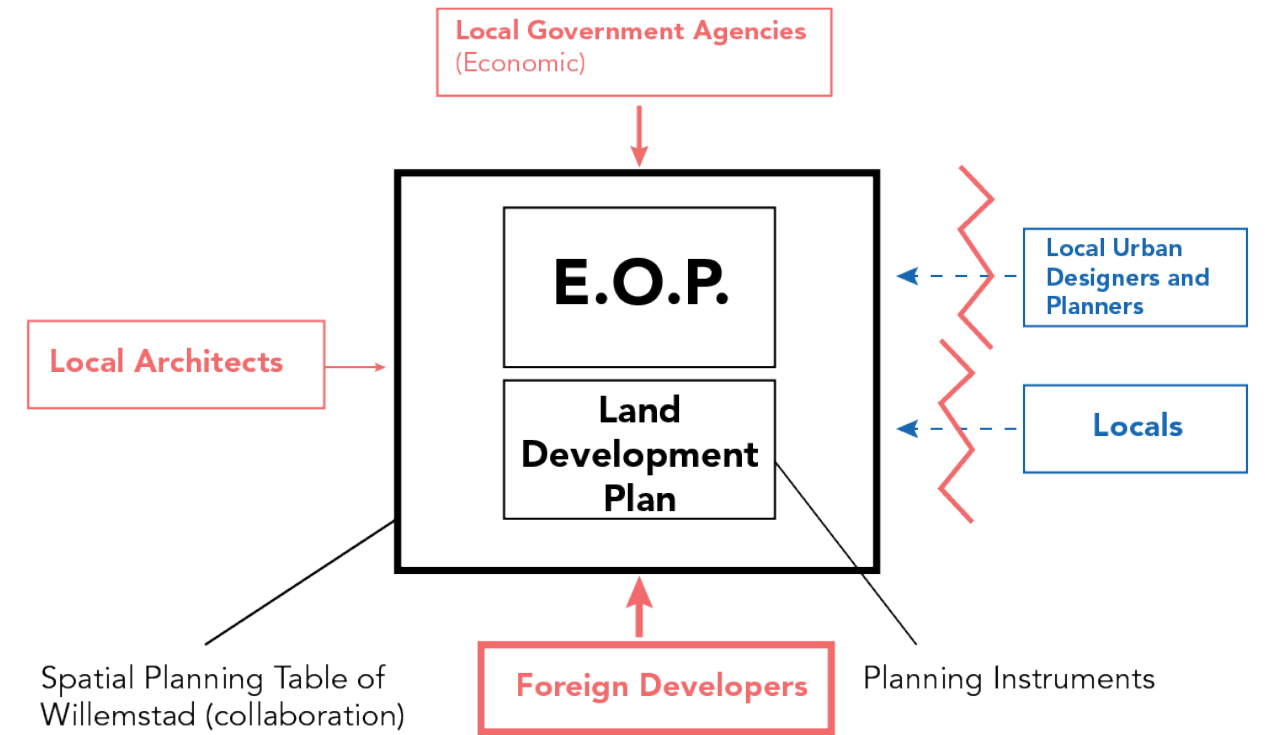 Local Government Agencies
(Economic)
E.O.P.
Local Urban
Designers and
Planners
Local Architects
Land
Development
Plan
Locals
Spatial Planning Table of
Willemstad (collaboration)
Foreign Developers
Planning Instruments